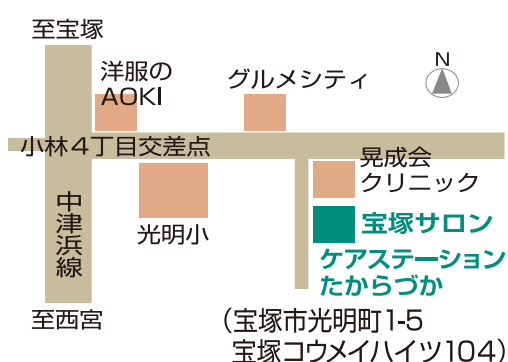 至宝塚
洋服の
AOKI
グルメシティ
N
小林4丁目交差点
晃成会
クリニック
中津浜線
光明小
宝塚サロン
ケアステーション
たからづか
至西宮
（宝塚市光明町1-5
宝塚コウメイハイツ104）